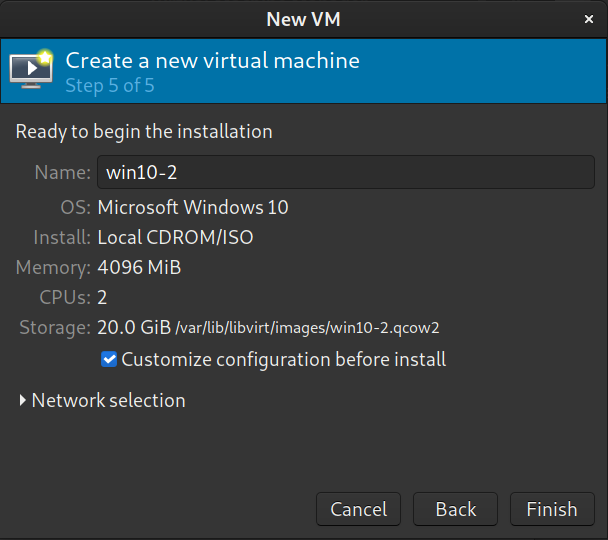 New VM
Create a new virtual machine
Step 5 of 5
Ready to begin the installation
Name: win10-2
OS: Microsoft Windows 10
Install: Local CDROM/ISO
Memory: 4096 MiB
CPUs: 2
Storage: 20.0 GiB /var/lib/libvirt/images/win10-2.qcow2
Customize configuration before install
Network selection
Cancel Back Finish